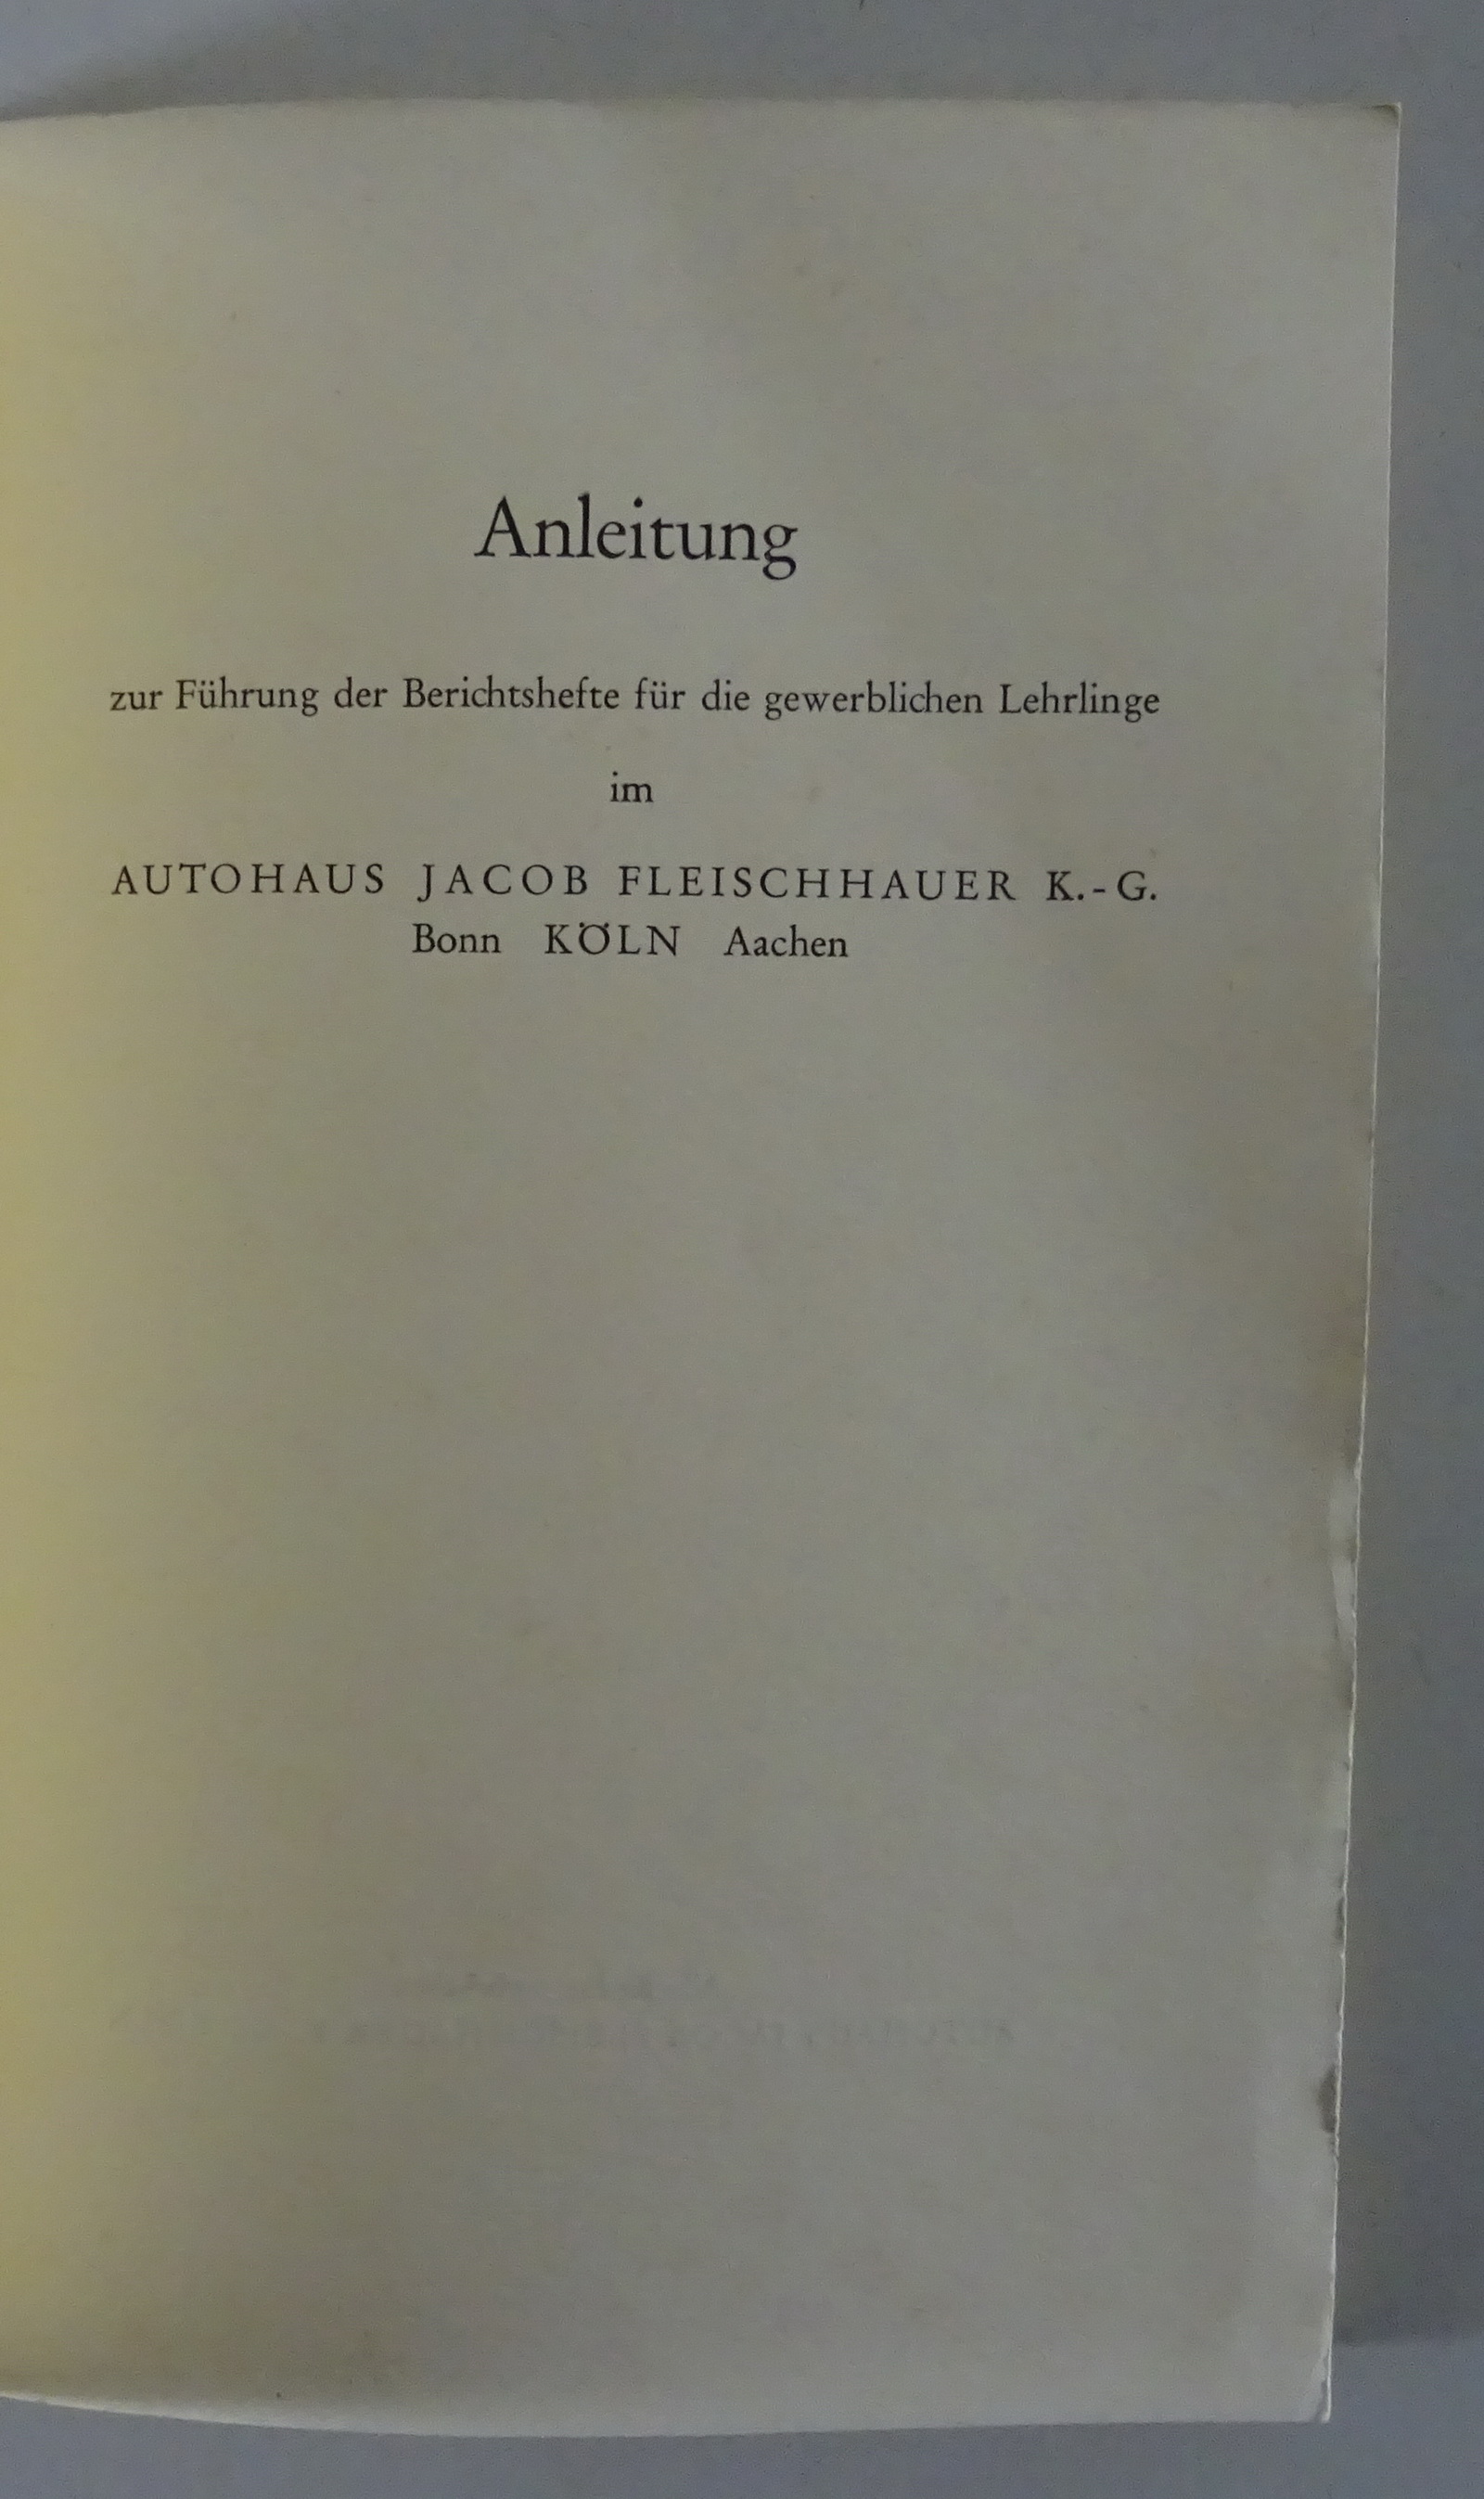 Anleitung
zur Führung der Berichtshefte für die gewerblichen Lehrlinge
im
AUTOHAUS JACOB FLEISCHHAUER K.-G.
Bonn KÖLN Aachen